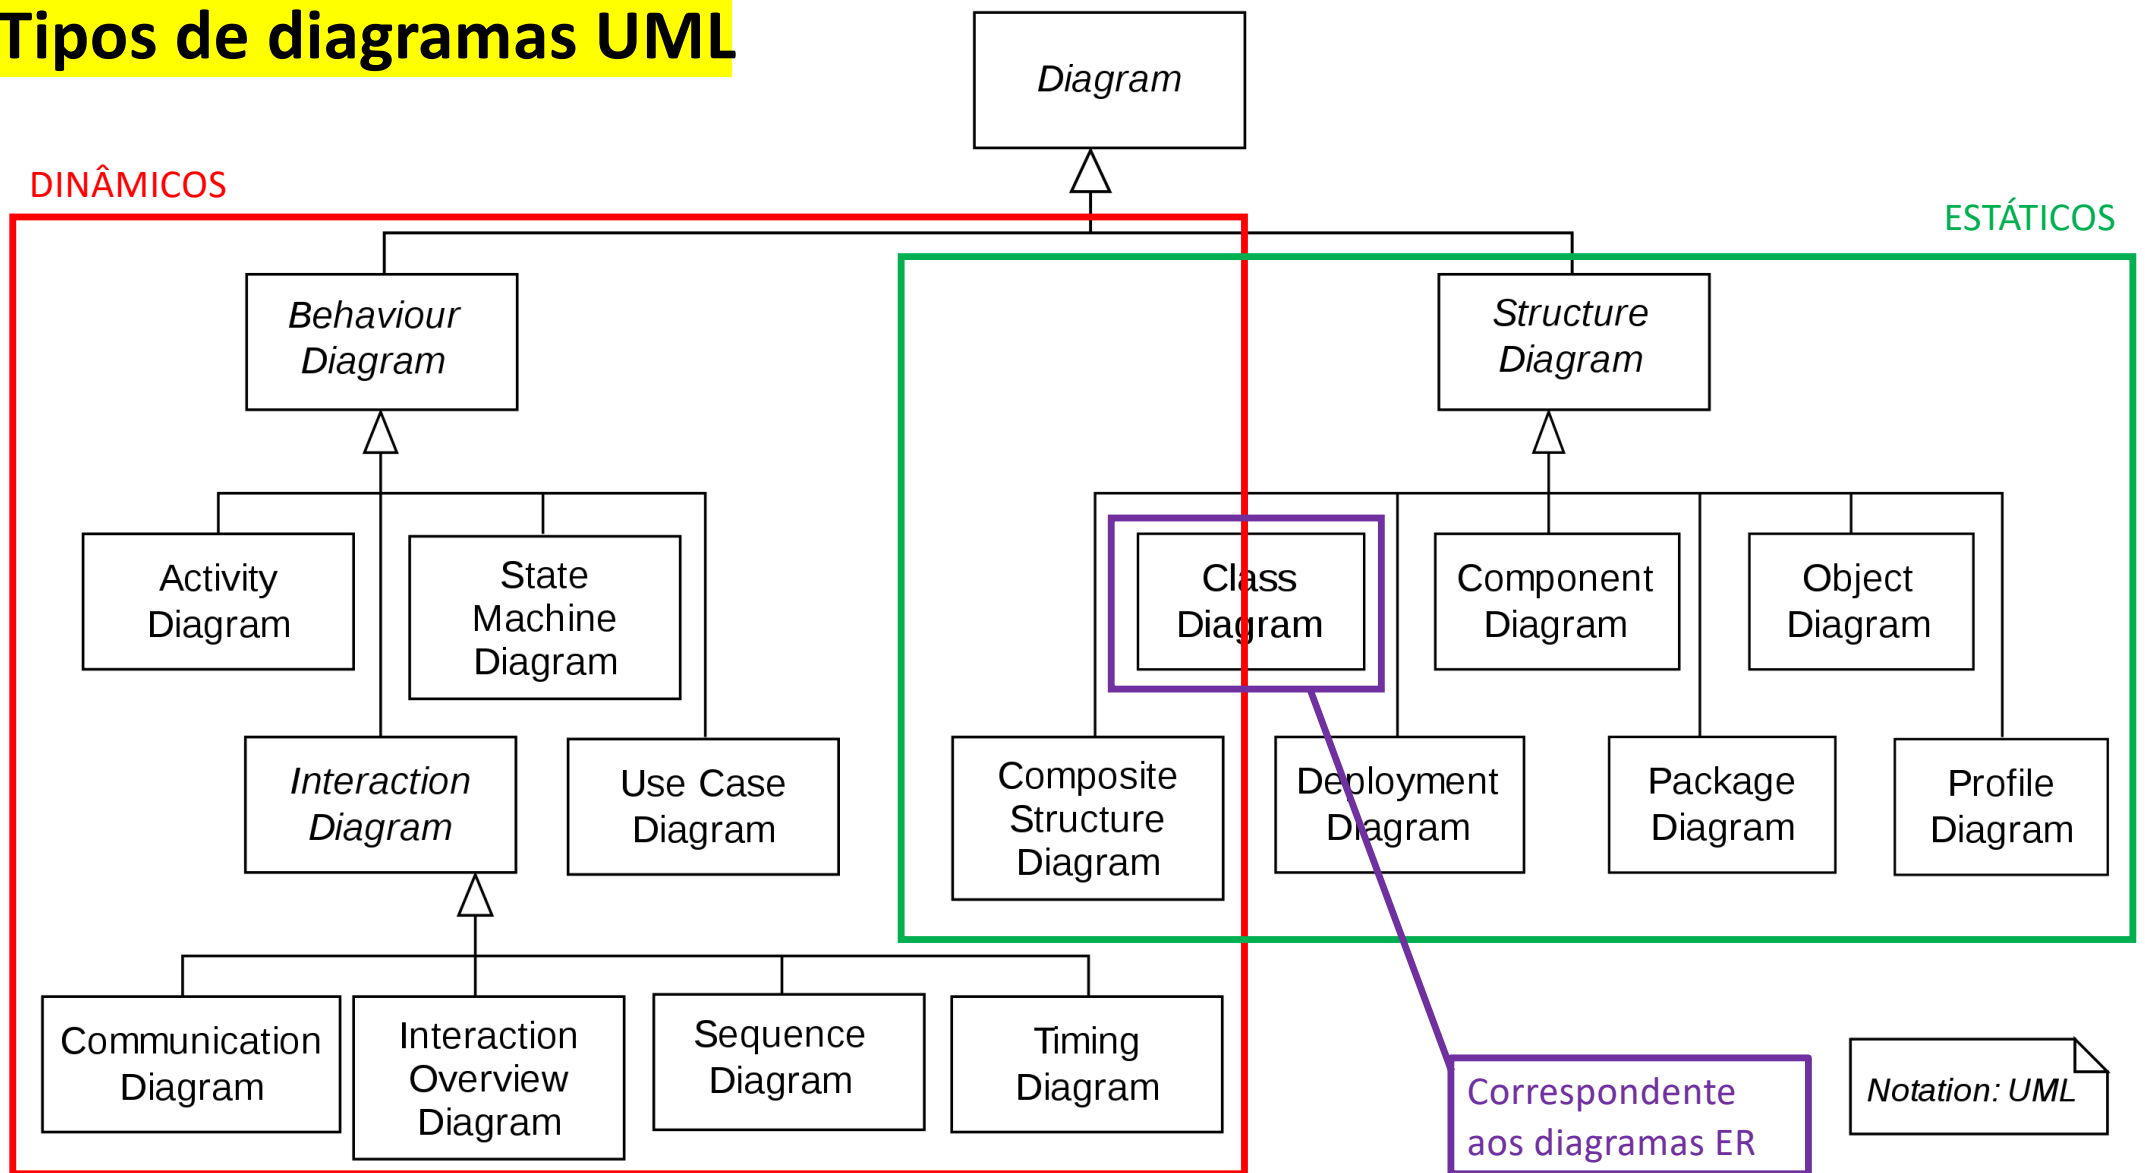 Tipos de diagramas UML
Diagram
DINÂMICOS
ESTÁTICOS
Behaviour
Diagram
Structure
Diagram
Activity
Diagram
State
Machine
Diagram
Class
Diagram
Component
Diagram
Object
Diagram
Interaction
Diagram
Use Case
Diagram
Composite
Structure
Diagram
Deployment
Diagram
Package
Diagram
Profile
Diagram
Communication
Diagram
Interaction
Overview
Diagram
Sequence
Diagram
Timing
Diagram
Correspondente
aos diagramas ER
Notation: UML